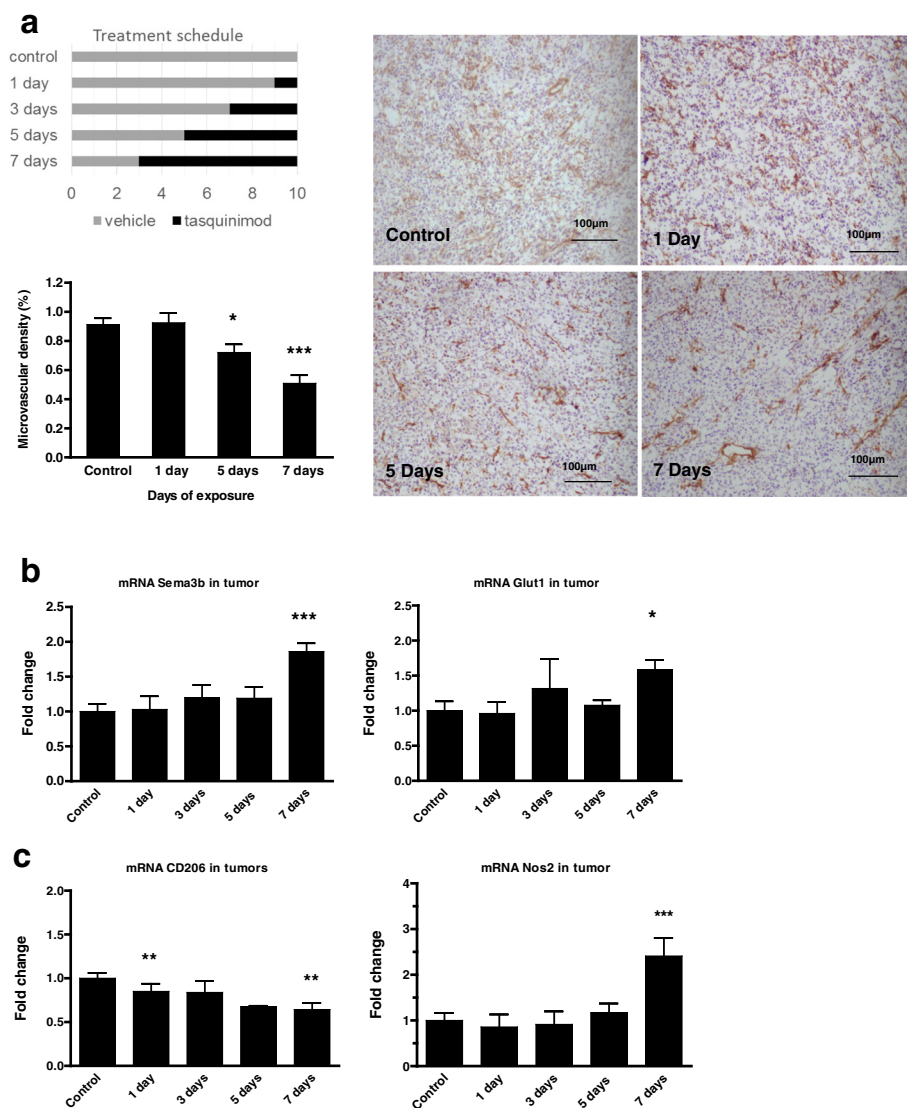 a
Treatment schedule
control
1 day
3 days
5 days
7 days
0 2 4 6 8 10
vehicle tasquinimod
Control
100µm
1 Day
100µm
5 Days
100µm
7 Days
100µm
Microvascular density (%)
1.2
1.0
0.8
0.6
0.4
0.2
0.0
*
***
Control 1 day 5 days 7 days
Days of exposure
b
mRNA Sema3b in tumor
Fold change
2.5
2.0
1.5
1.0
0.5
0.0
***
Control 1 day 3 days 5 days 7 days
mRNA Glut1 in tumor
Fold change
2.5
2.0
1.5
1.0
0.5
0.0
*
Control 1 day 3 days 5 days 7 days
c
mRNA CD206 in tumors
Fold change
2.0
1.5
1.0
0.5
0.0
**
**
Control 1 day 3 days 5 days 7 days
mRNA Nos2 in tumor
Fold change
4
3
2
1
0
***
Control 1 day 3 days 5 days 7 days